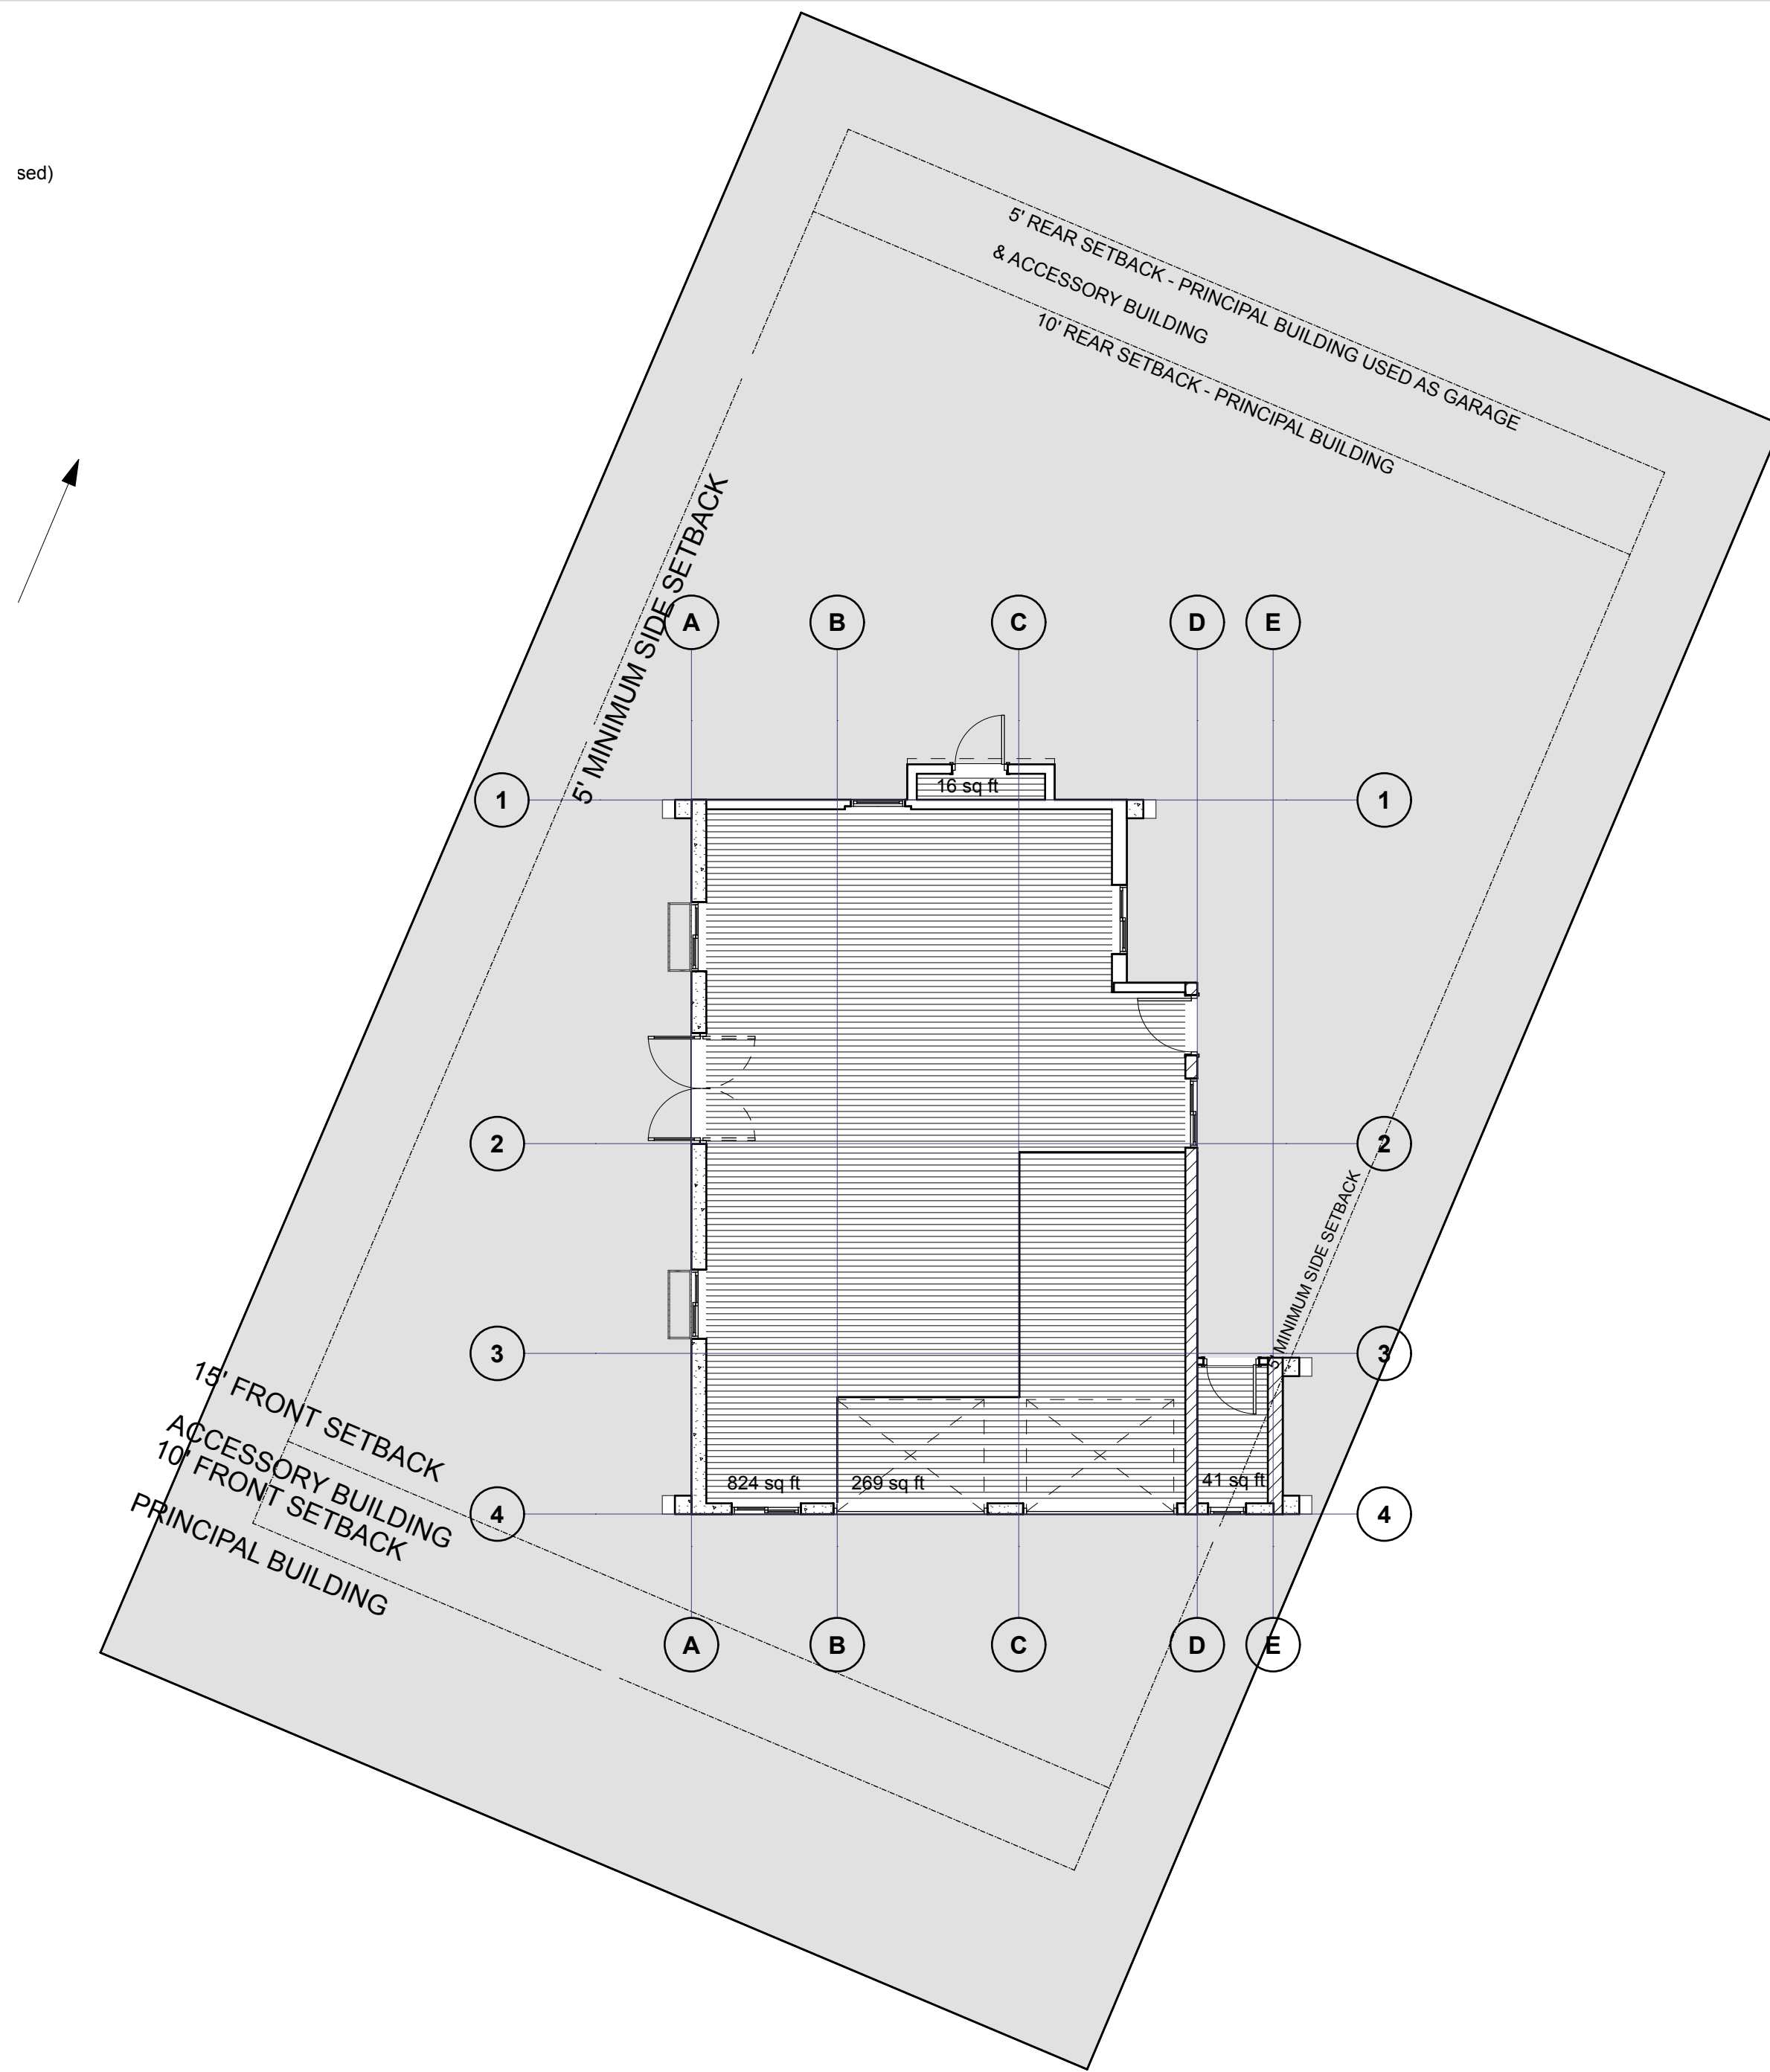 sed)
5' REAR SETBACK - PRINCIPAL BUILDING USED AS GARAGE
& ACCESSORY BUILDING
10' REAR SETBACK - PRINCIPAL BUILDING
5' MINIMUM SIDE SETBACK
A
B
C
D
E
16 sq ft
1
1
2
2
5' MINIMUM SIDE SETBACK
3
3
15' FRONT SETBACK
ACCESSORY BUILDING
10' FRONT SETBACK
PRINCIPAL BUILDING
824 sq ft
269 sq ft
41 sq ft
4
4
A
B
C
D
E